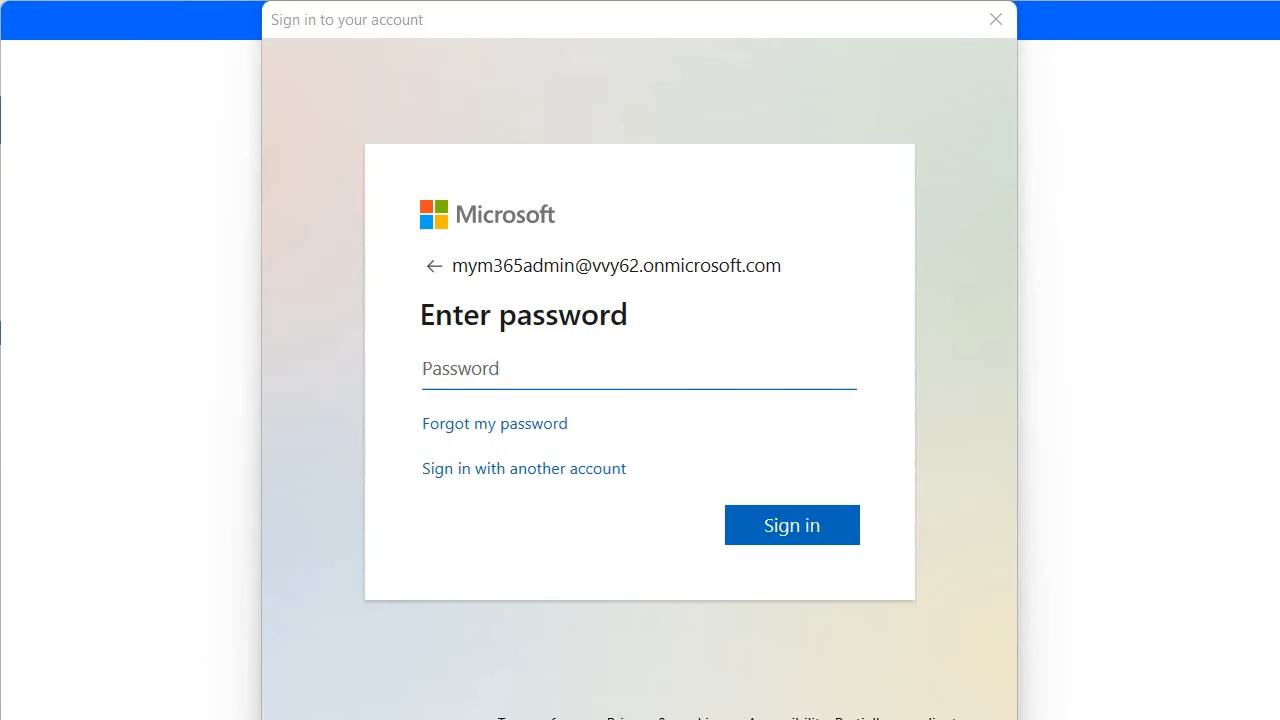 Sign in to your account
Microsoft
mym365admin@vvy62.onmicrosoft.com
Enter password
Password
Forgot my password
Sign in with another account
Sign in